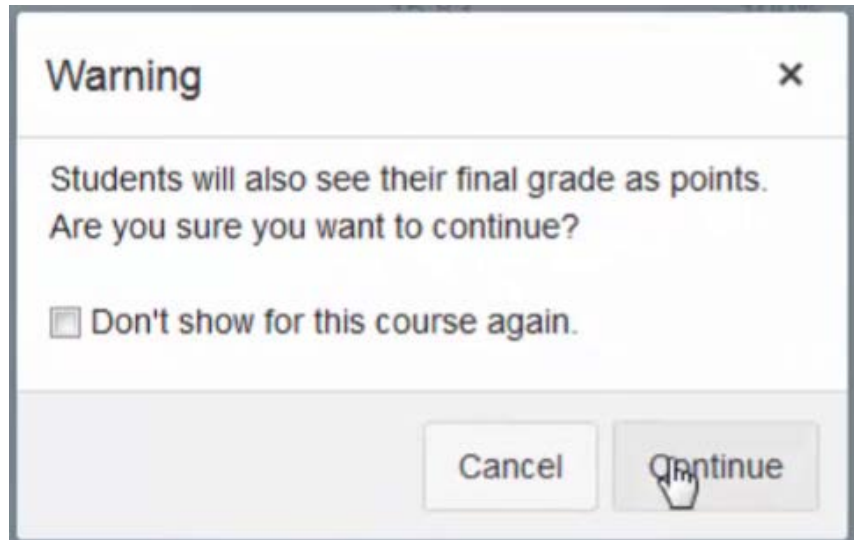 Warning
Students will also see their final grade as points.
Are you sure you want to continue?
Don't show for this course again.
Cancel
Continue